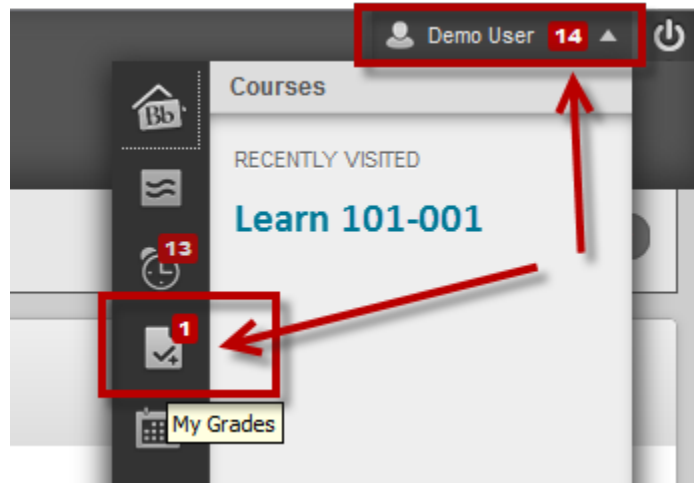 Demo User 14
Courses
Bb
RECENTLY VISITED
Learn 101-001
13
1
My Grades